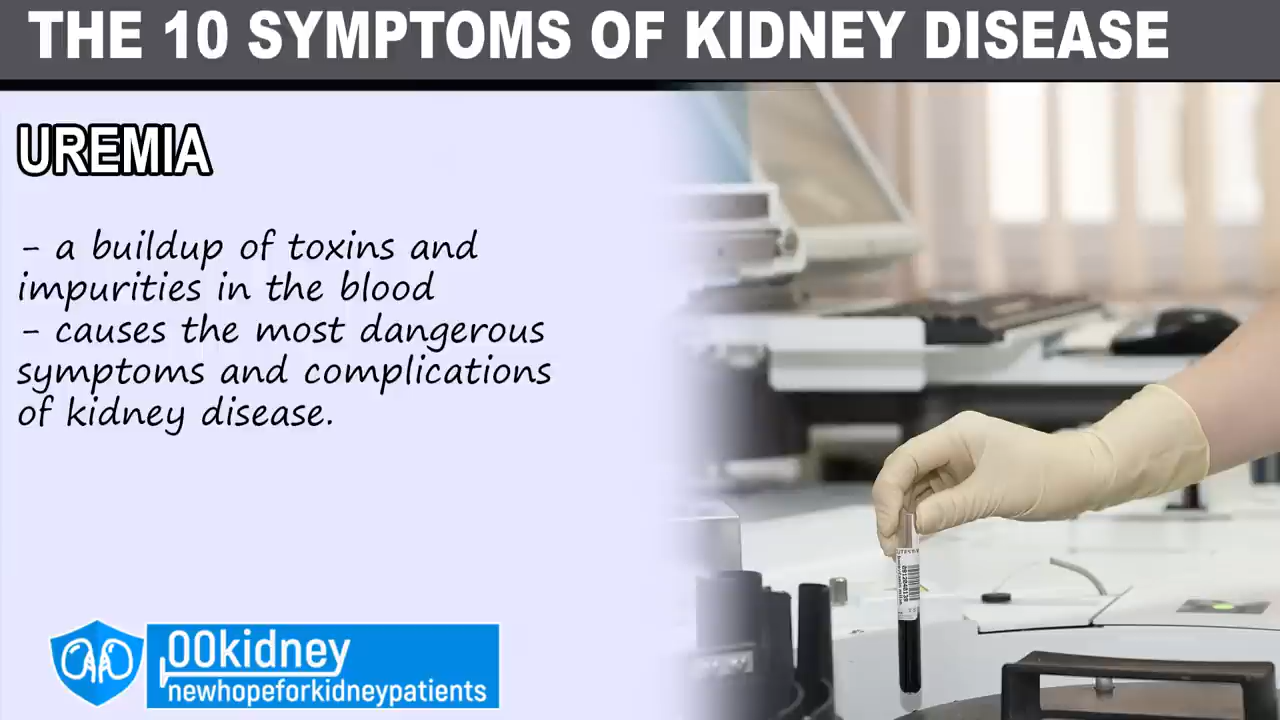 THE 10 SYMPTOMS OF KIDNEY DISEASE
UREMIA
- a buildup of toxins and
impurities in the blood
- causes the most dangerous
symptoms and complications
of kidney disease.
00kidney
newhopeforkidneypatients